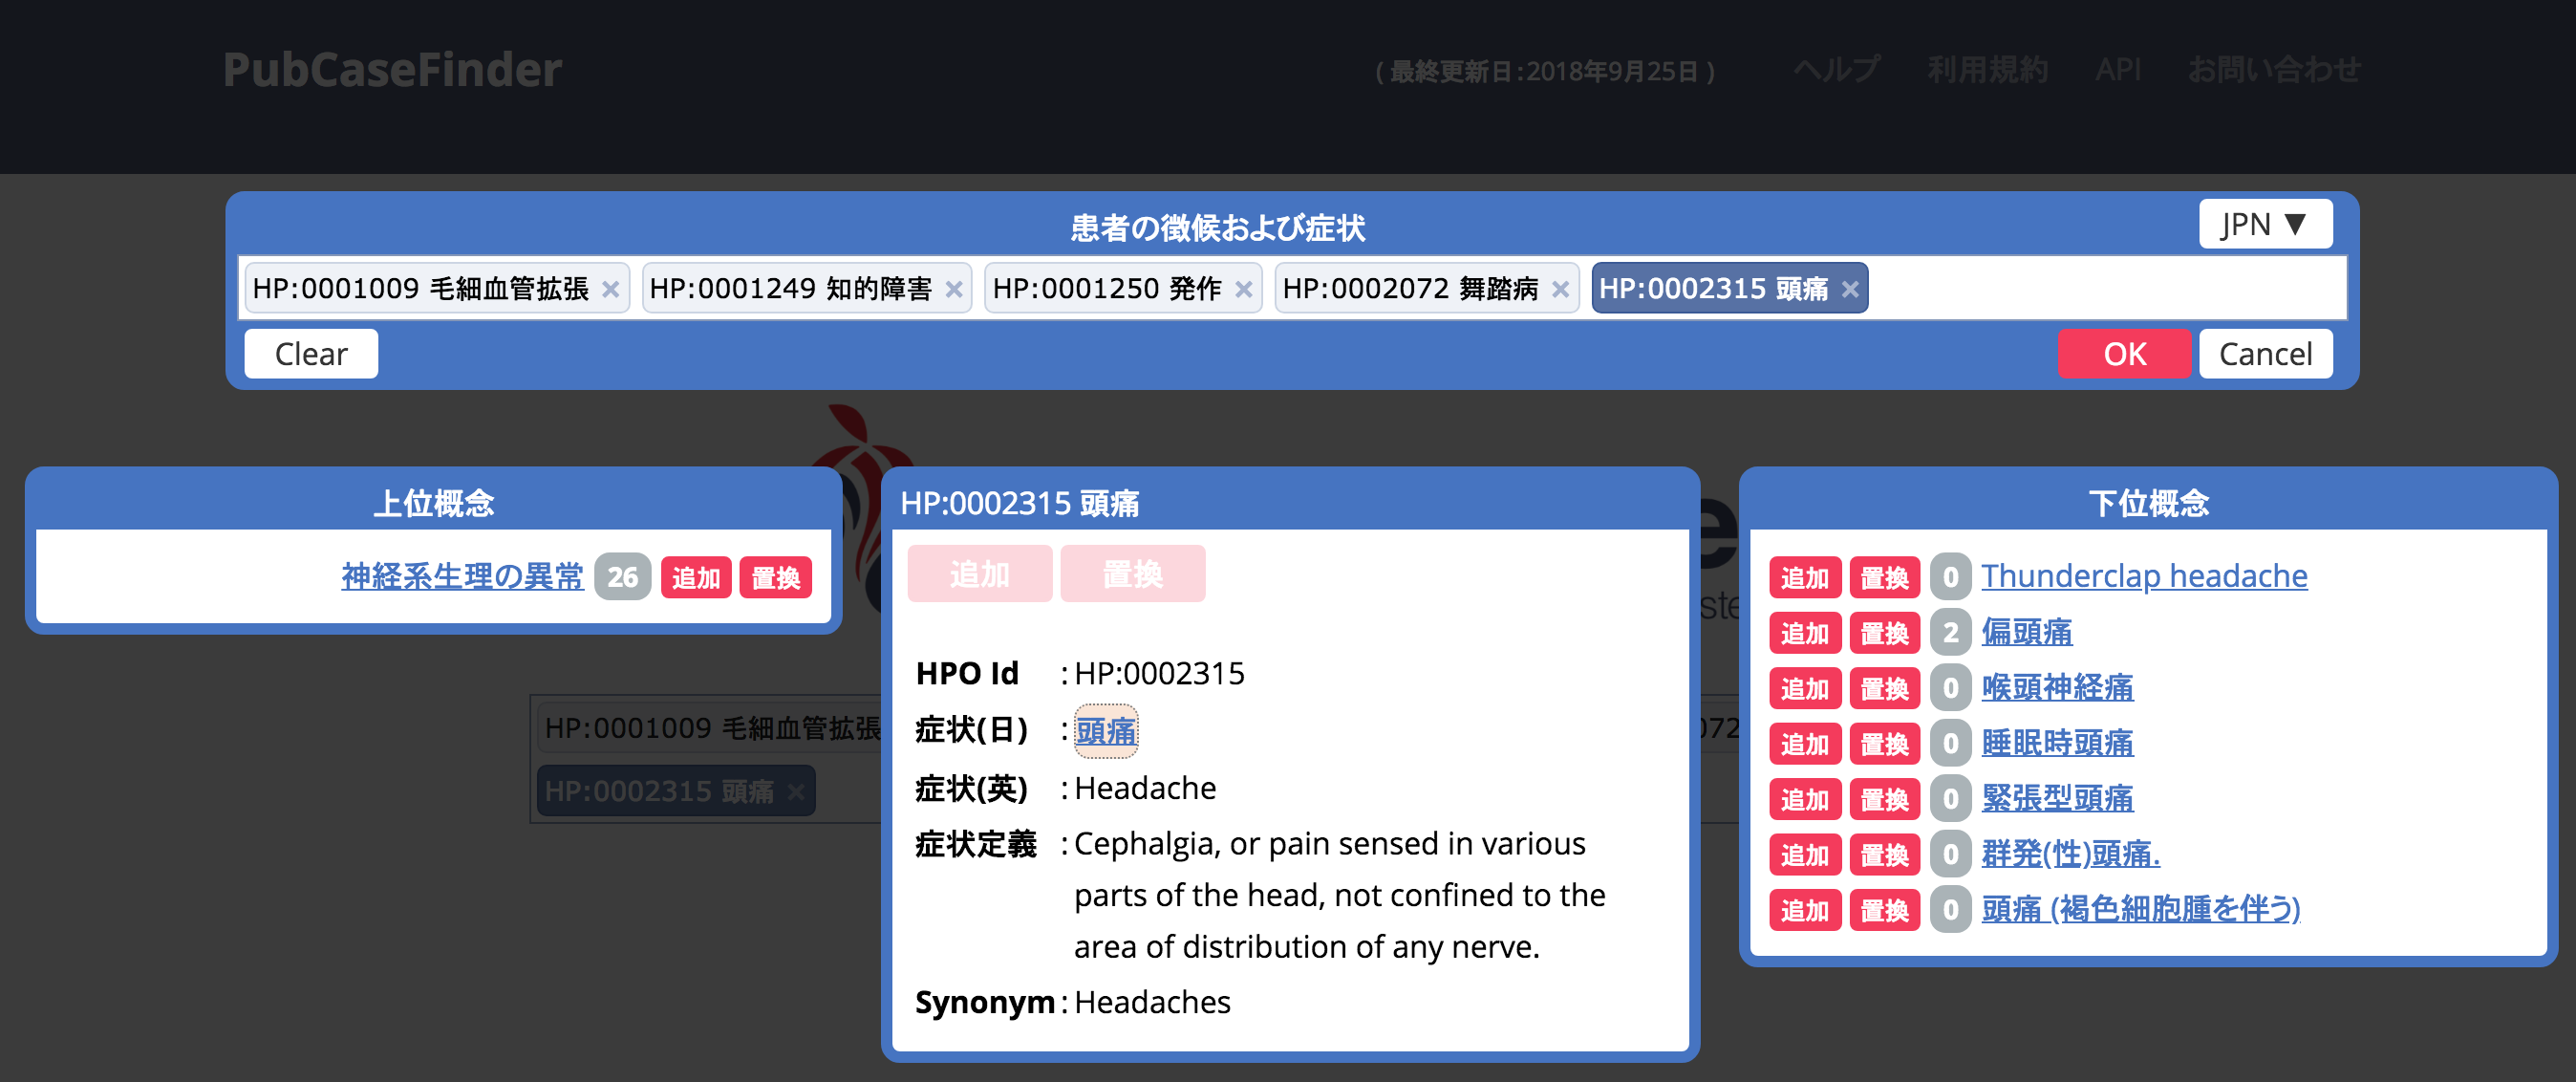 PubCaseFinder
( 最終更新日:2018年9月25日 ) ヘルプ 利用規約 API お問い合わせ
患者の徴候および症状
JPN ▼
HP:0001009 毛細血管拡張 × HP:0001249 知的障害 × HP:0001250 発作 × HP:0002072 舞踏病 × HP:0002315 頭痛 ×
Clear OK Cancel
上位概念
神経系生理の異常 26 追加 置換
HP:0002315 頭痛
追加 置換
HPO Id : HP:0002315
症状(日) : 頭痛
症状(英) : Headache
症状定義 : Cephalgia, or pain sensed in various
parts of the head, not confined to the
area of distribution of any nerve.
Synonym : Headaches
下位概念
追加 置換 0 Thunderclap headache
追加 置換 2 偏頭痛
追加 置換 0 喉頭神経痛
追加 置換 0 睡眠時頭痛
追加 置換 0 緊張型頭痛
追加 置換 0 群発(性)頭痛.
追加 置換 0 頭痛 (褐色細胞腫を伴う)
HP:0001009 毛細血管拡張
HP:0002315 頭痛 ×